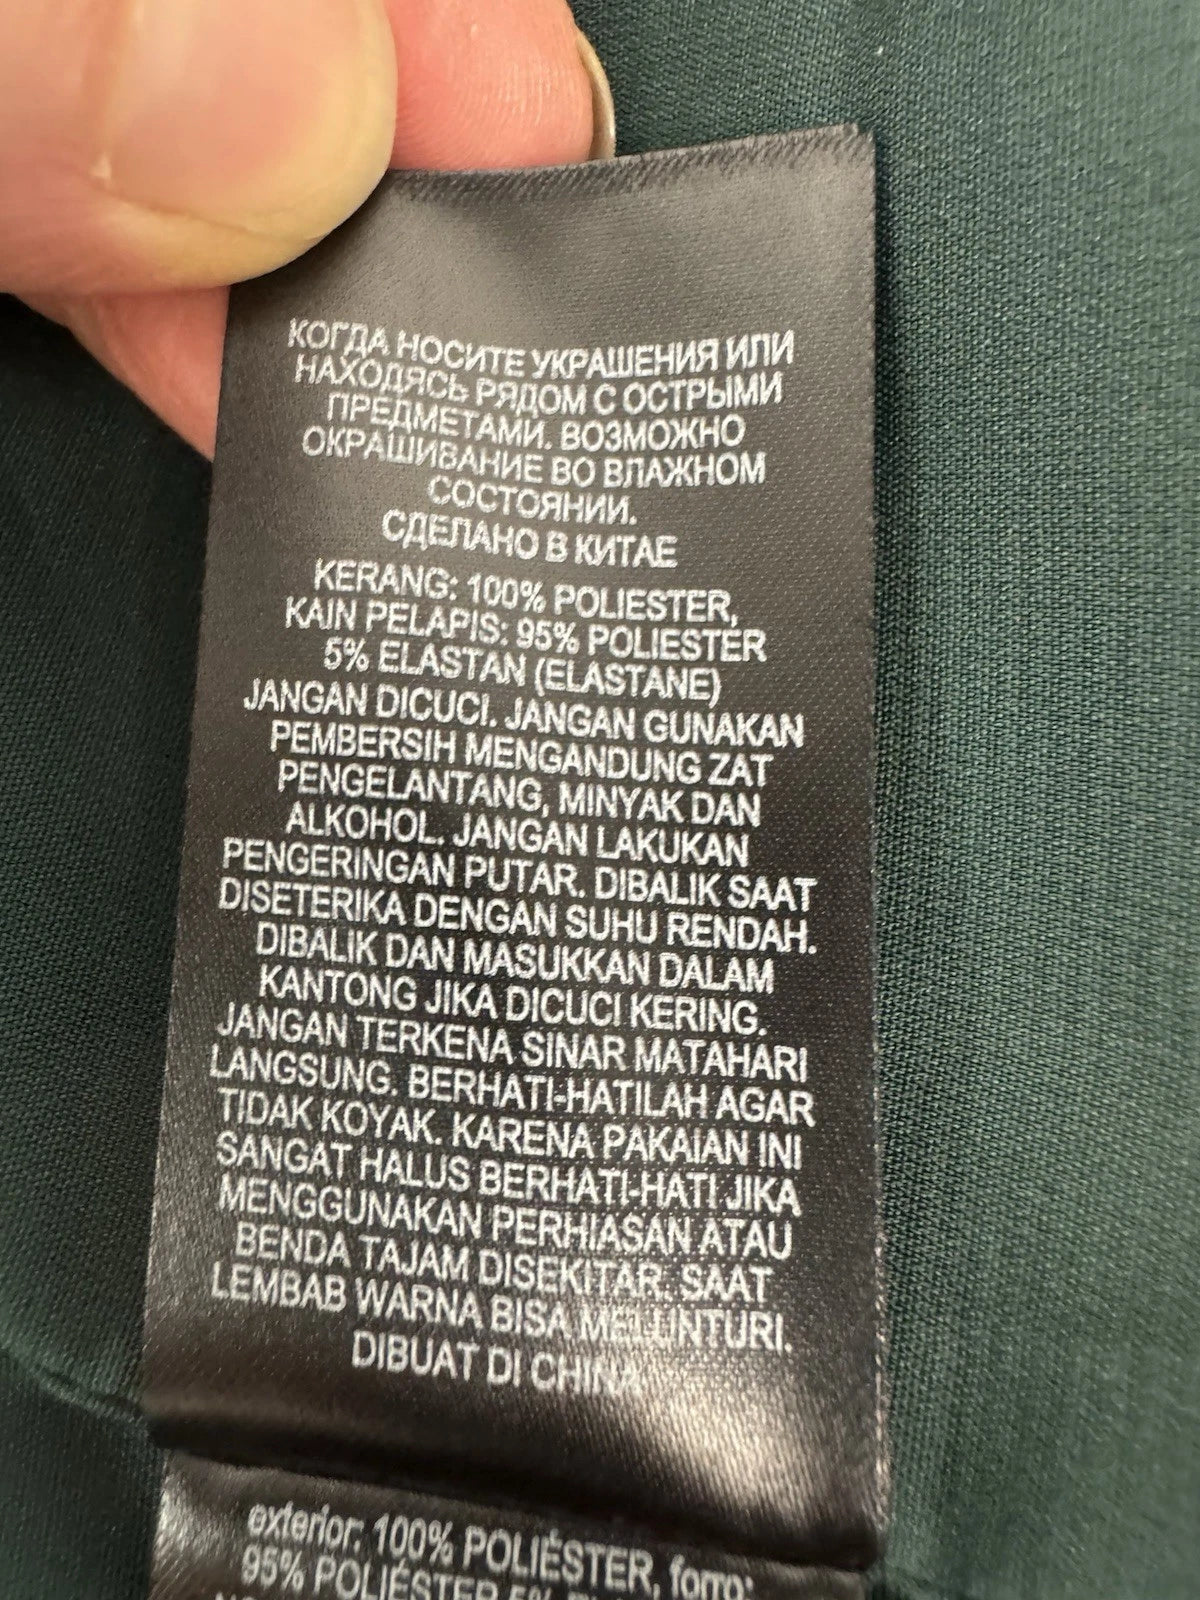 КОГДА НОСИТЕ УКРАШЕНИЯ ИЛИ
НАХОДЯСЬ РЯДОМ С ОСТРЫМИ
ПРЕДМЕТАМИ. ВОЗМОЖНО
ОКРАШИВАНИЕ ВО ВЛАЖНОМ
СОСТОЯНИИ.
СДЕЛАНО В КИТАЕ
KERANG: 100% POLIESTER,
KAIN PELAPIS: 95% POLIESTER
5% ELASTAN (ELASTANE)
JANGAN DICUCI. JANGAN GUNAKAN
PEMBERSIH MENGANDUNG ZAT
PENGELANTANG, MINYAK DAN
ALKOHOL. JANGAN LAKUKAN
PENGERINGAN PUTAR. DIBALIK SAAT
DISETERIKA DENGAN SUHU RENDAH.
DIBALIK DAN MASUKKAN DALAM
KANTONG JIKA DICUCI KERING.
JANGAN TERKENA SINAR MATAHARI
LANGSUNG. BERHATI-HATILAH AGAR
TIDAK KOYAK. KARENA PAKAIAN INI
SANGAT HALUS BERHATI-HATI JIKA
MENGGUNAKAN PERHIASAN ATAU
BENDA TAJAM DISEKITAR. SAAT
LEMBAB WARNA BISA MELUNTURI.
DIBUAT DI CHINA
exterior: 100% POLIÉSTER, forro:
95% POLIÉSTER 5%